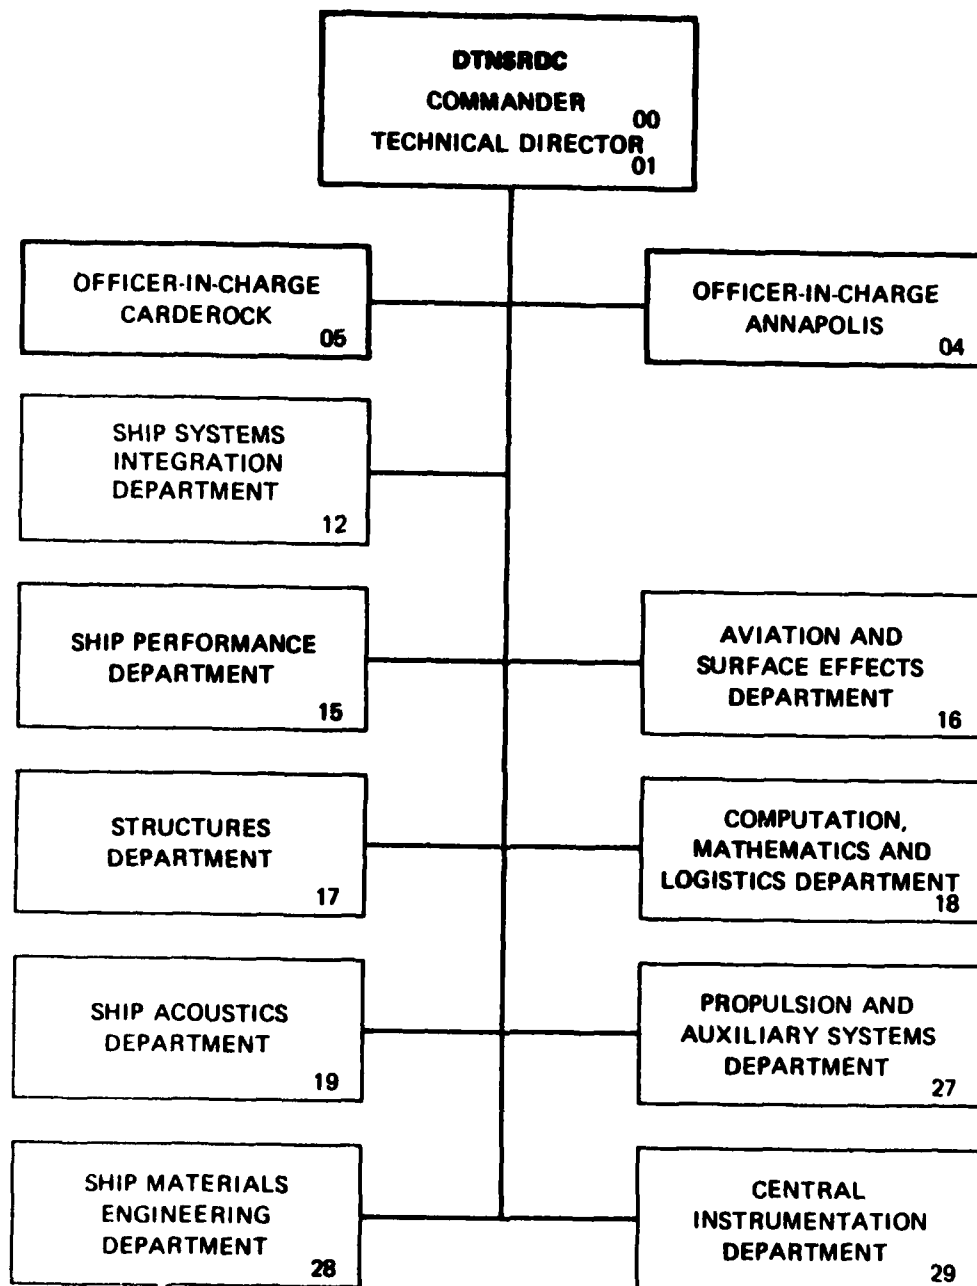 DTNSRDC
COMMANDER
00
TECHNICAL DIRECTOR
01
OFFICER-IN-CHARGE
CARDEROCK
05
OFFICER-IN-CHARGE
ANNAPOLIS
04
SHIP SYSTEMS
INTEGRATION
DEPARTMENT
12
SHIP PERFORMANCE
DEPARTMENT
15
AVIATION AND
SURFACE EFFECTS
DEPARTMENT
16
STRUCTURES
DEPARTMENT
17
COMPUTATION,
MATHEMATICS AND
LOGISTICS DEPARTMENT
18
SHIP ACOUSTICS
DEPARTMENT
19
PROPULSION AND
AUXILIARY SYSTEMS
DEPARTMENT
27
SHIP MATERIALS
ENGINEERING
DEPARTMENT
28
CENTRAL
INSTRUMENTATION
DEPARTMENT
29